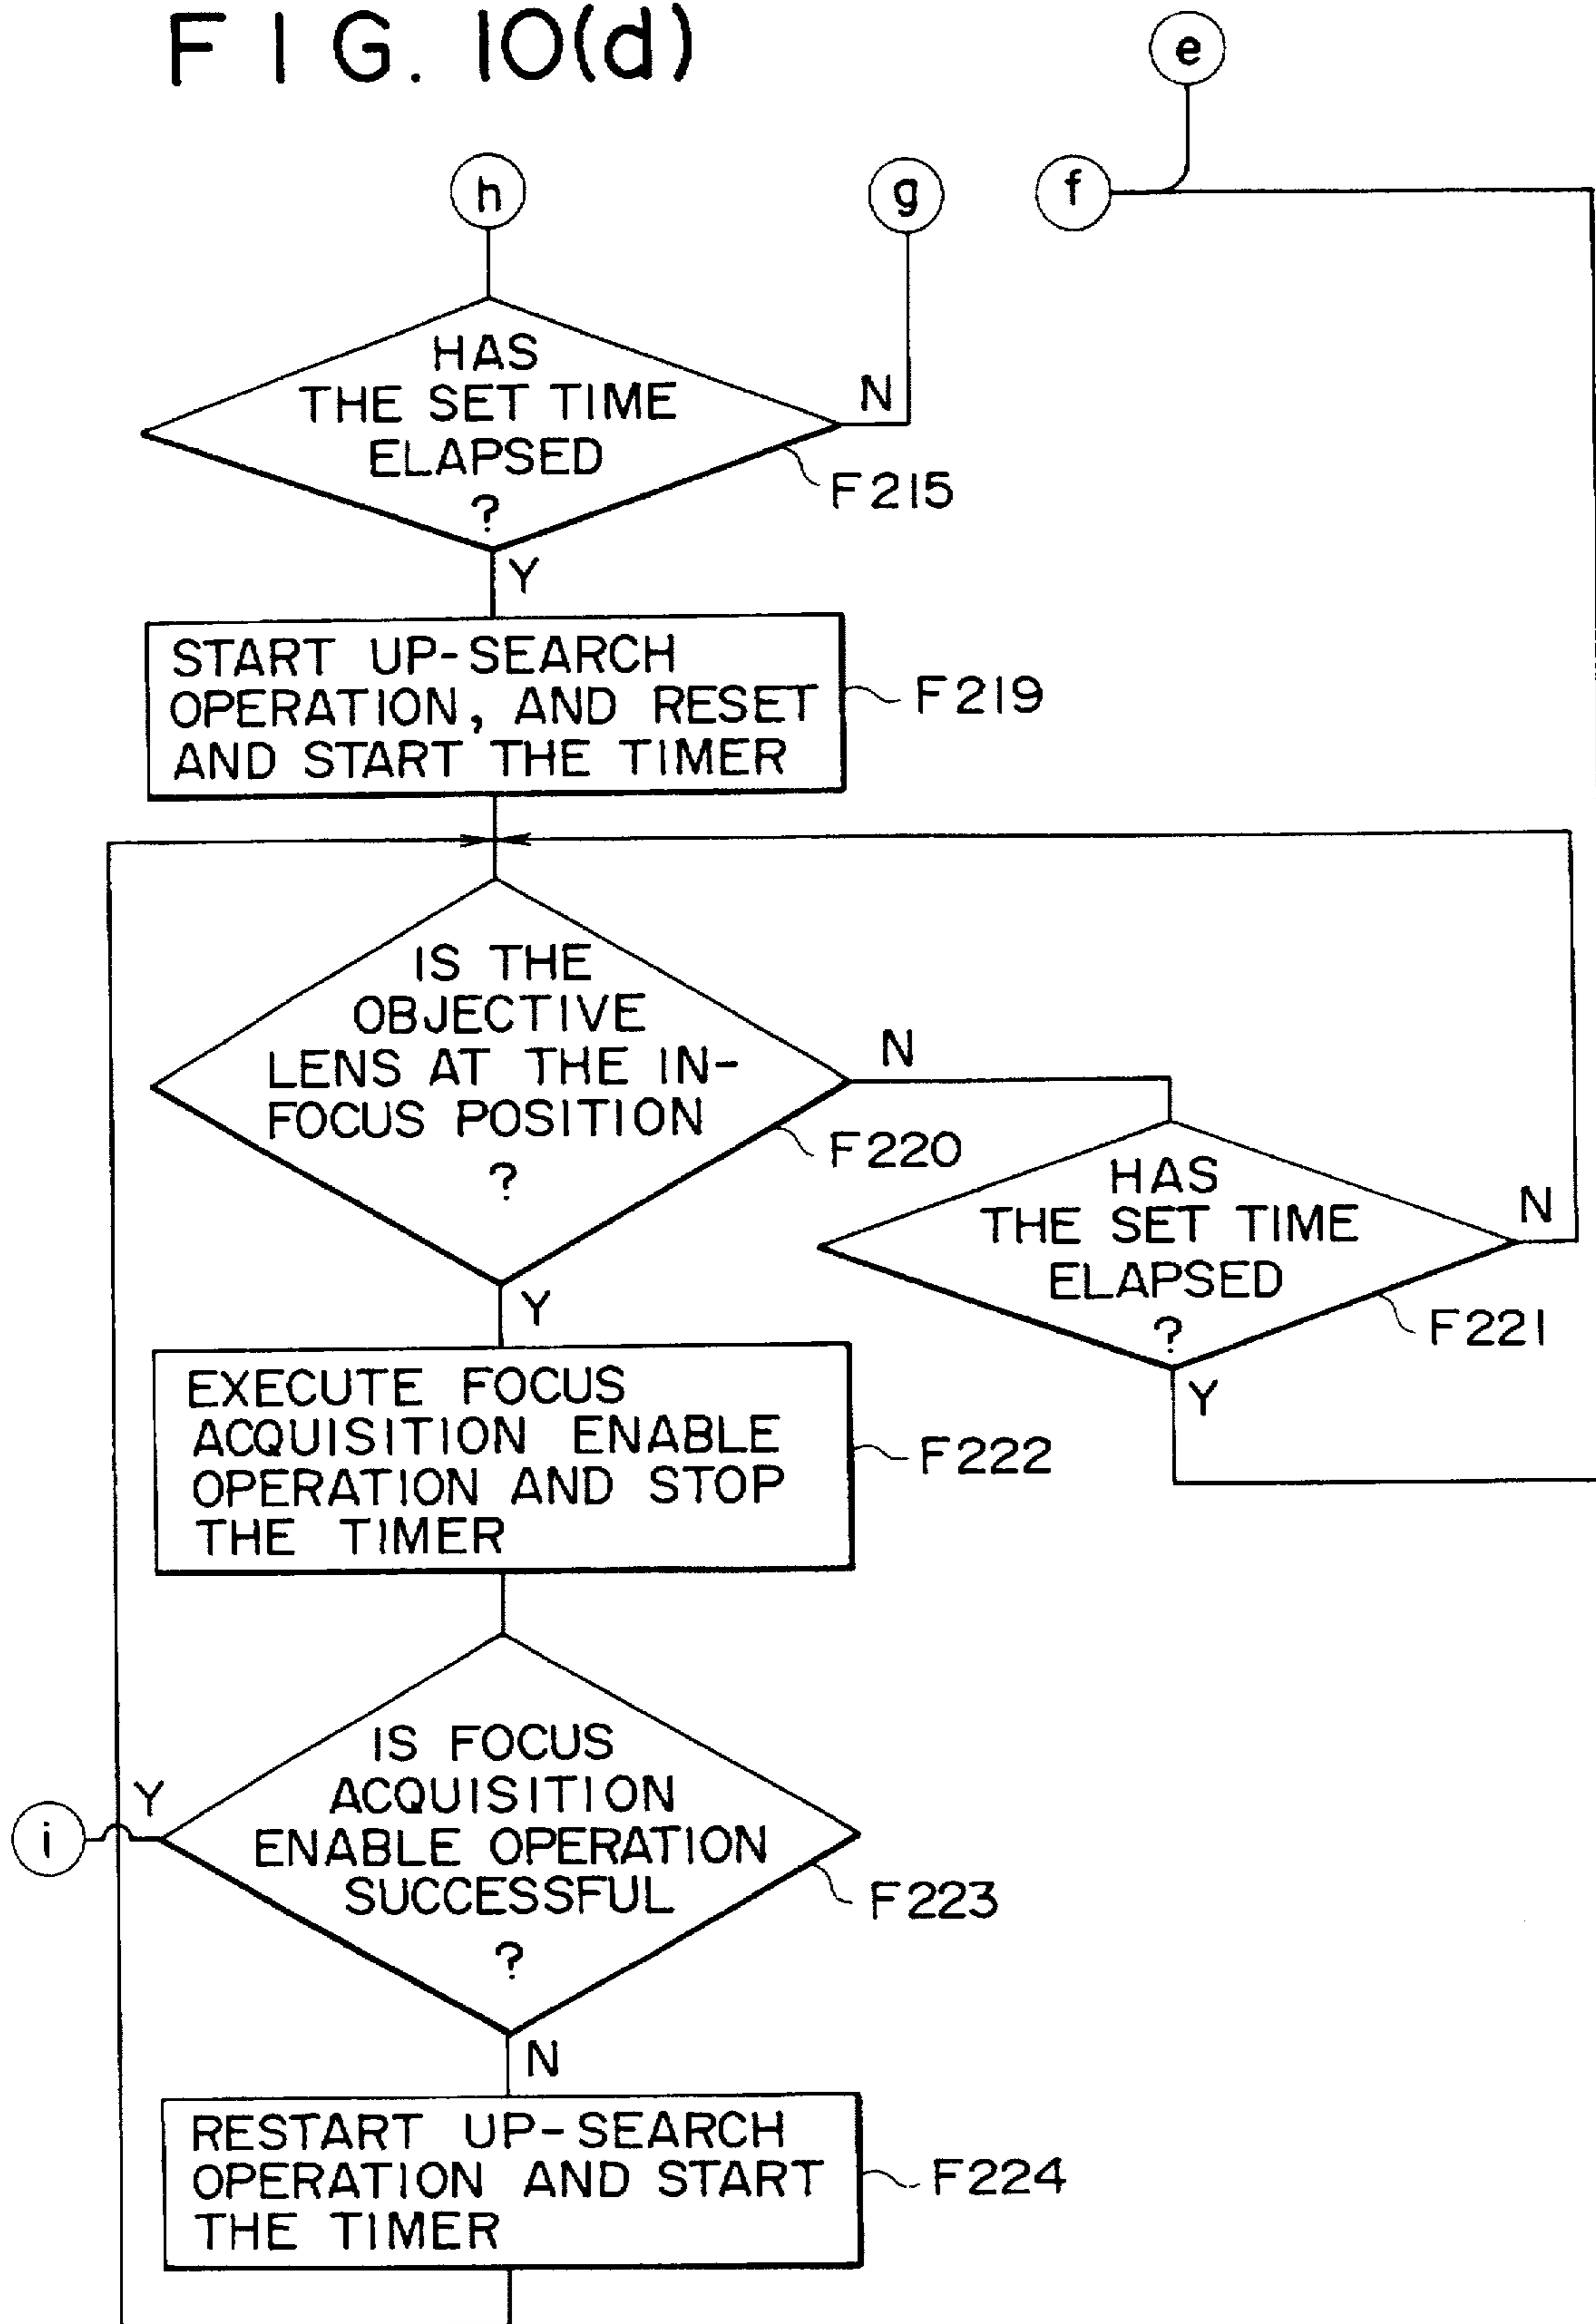 FIG. 10(d)
e
h
g
f
HAS
THE SET TIME
ELAPSED
?
N
F215
Y
START UP-SEARCH
OPERATION, AND RESET
AND START THE TIMER
F219
IS THE
OBJECTIVE
LENS AT THE IN-
FOCUS POSITION
?
N
F220
Y
HAS
THE SET TIME
ELAPSED
?
N
F221
Y
EXECUTE FOCUS
ACQUISITION ENABLE
OPERATION AND STOP
THE TIMER
F222
IS FOCUS
ACQUISITION
ENABLE OPERATION
SUCCESSFUL
?
Y
i
F223
N
RESTART UP-SEARCH
OPERATION AND START
THE TIMER
F224